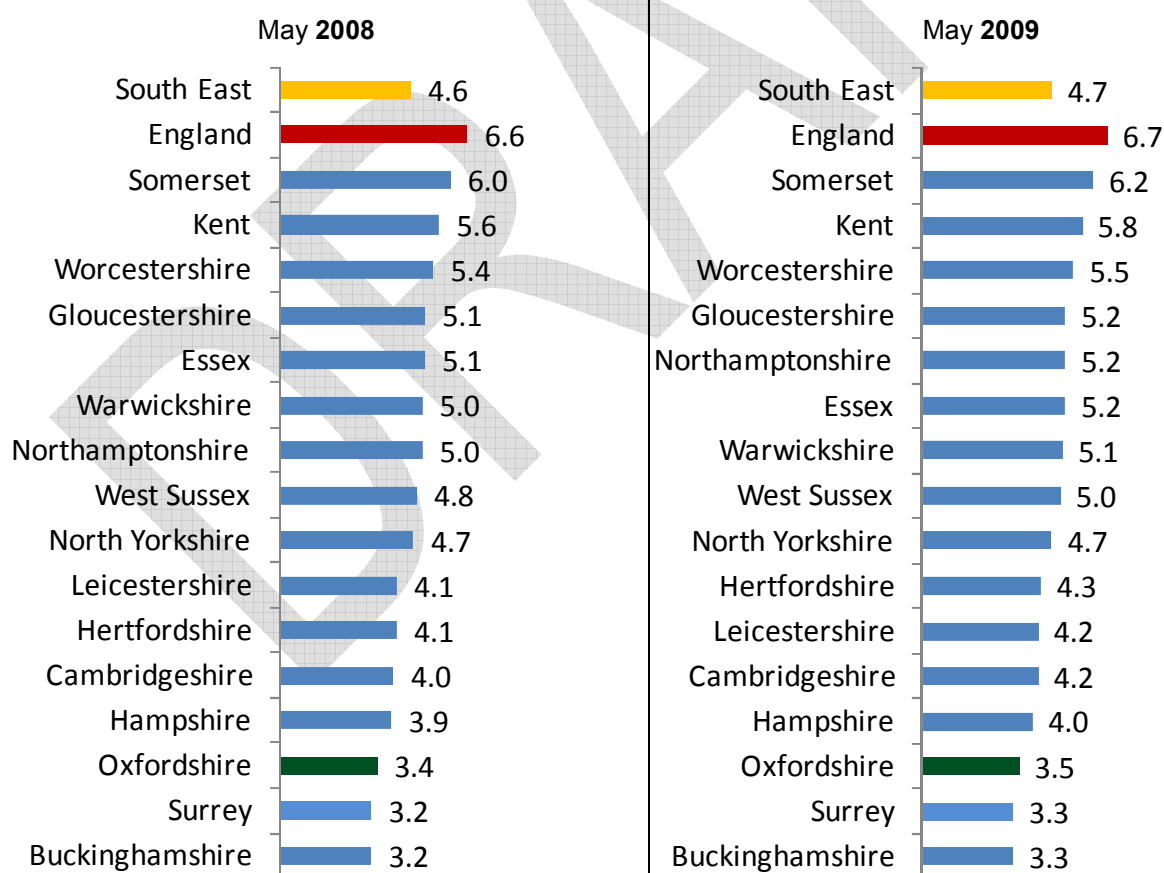 May 2008
South East 4.6
England 6.6
Somerset 6.0
Kent 5.6
Worcestershire 5.4
Gloucestershire 5.1
Essex 5.1
Warwickshire 5.0
Northamptonshire 5.0
West Sussex 4.8
North Yorkshire 4.7
Leicestershire 4.1
Hertfordshire 4.1
Cambridgeshire 4.0
Hampshire 3.9
Oxfordshire 3.4
Surrey 3.2
Buckinghamshire 3.2
May 2009
South East 4.7
England 6.7
Somerset 6.2
Kent 5.8
Worcestershire 5.5
Gloucestershire 5.2
Northamptonshire 5.2
Essex 5.2
Warwickshire 5.1
West Sussex 5.0
North Yorkshire 4.7
Hertfordshire 4.3
Leicestershire 4.2
Cambridgeshire 4.2
Hampshire 4.0
Oxfordshire 3.5
Surrey 3.3
Buckinghamshire 3.3
DRA